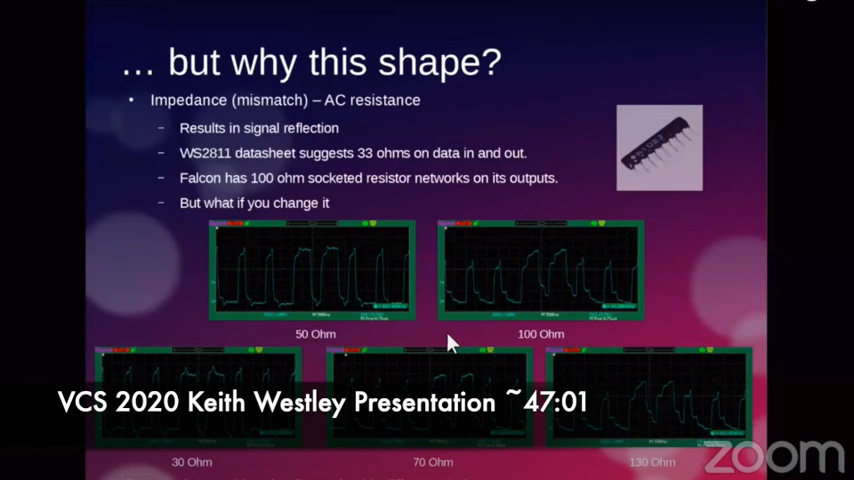 ... but why this shape?
• Impedance (mismatch) – AC resistance
– Results in signal reflection
– WS2811 datasheet suggests 33 ohms on data in and out.
– Falcon has 100 ohm socketed resistor networks on its outputs.
– But what if you change it
50 Ohm
100 Ohm
VCS 2020 Keith Westley Presentation ~47:01
30 Ohm
70 Ohm
130 Ohm
zoom